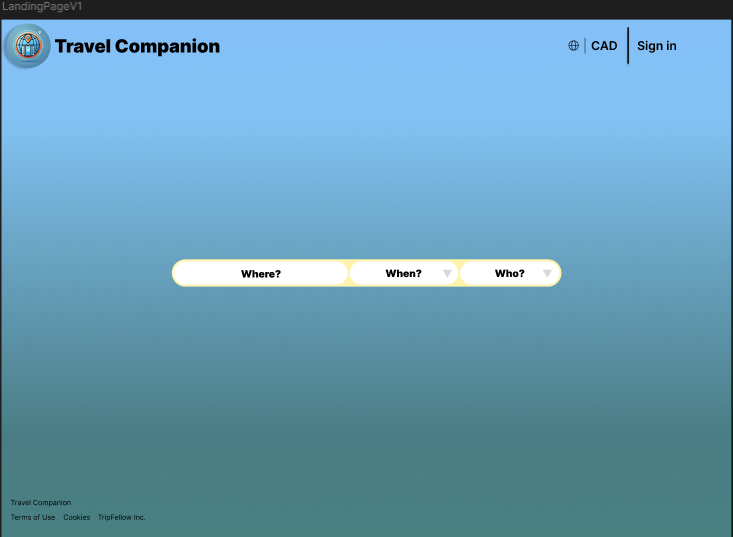 LandingPageV1
Travel Companion
CAD
Sign in
Where? When? Who?
Travel Companion
Terms of Use Cookies TripFellow Inc.